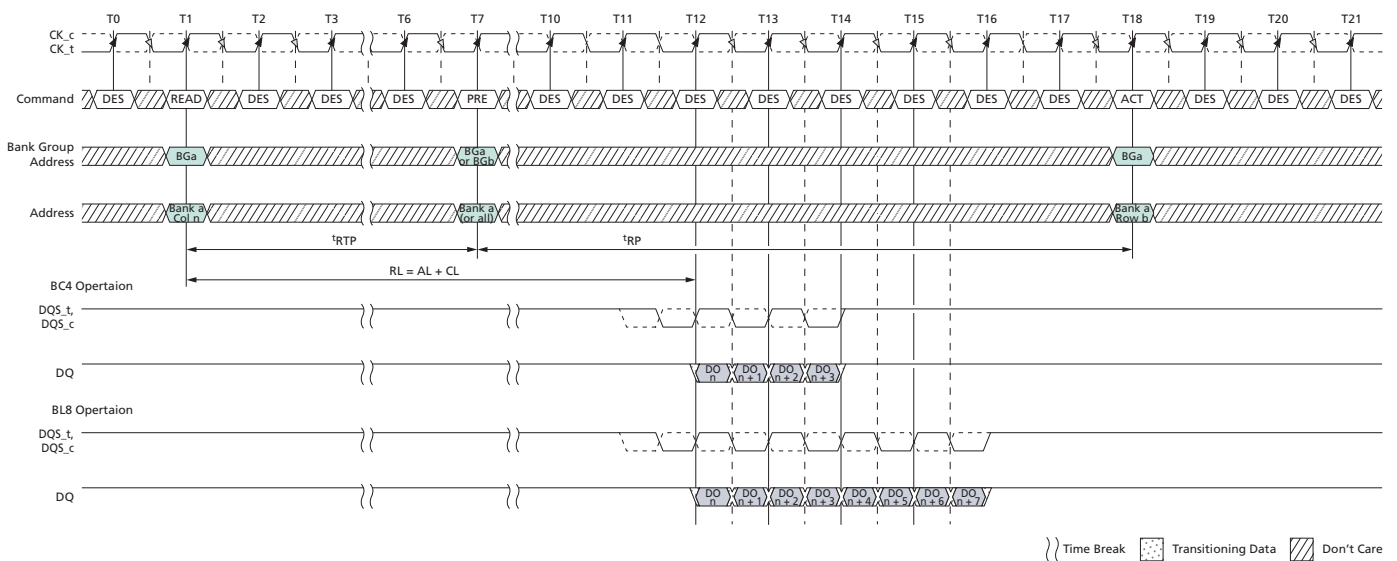 T0 T1 T2 T3 T6 T7 T10 T11 T12 T13 T14 T15 T16 T17 T18 T19 T20 T21
CK_c
CK_t
Command DES READ DES DES DES PRE DES DES DES DES DES DES DES DES ACT DES DES DES
Bank Group
Address
BGa
BGa
or BGb
BGa
Address
Bank a
Col n
Bank a
(or all)
Bank a
Row b
tRTP tRP
RL = AL + CL
BC4 Opertaion
DQS_t,
DQS_c
DQ
DO
n
DO
n + 1
DO
n + 2
DO
n + 3
BL8 Opertaion
DQS_t,
DQS_c
DQ
DO
n
DO
n + 1
DO
n + 2
DO
n + 3
DO
n + 4
DO
n + 5
DO
n + 6
DO
n + 7
Time Break Transitioning Data Don't Care